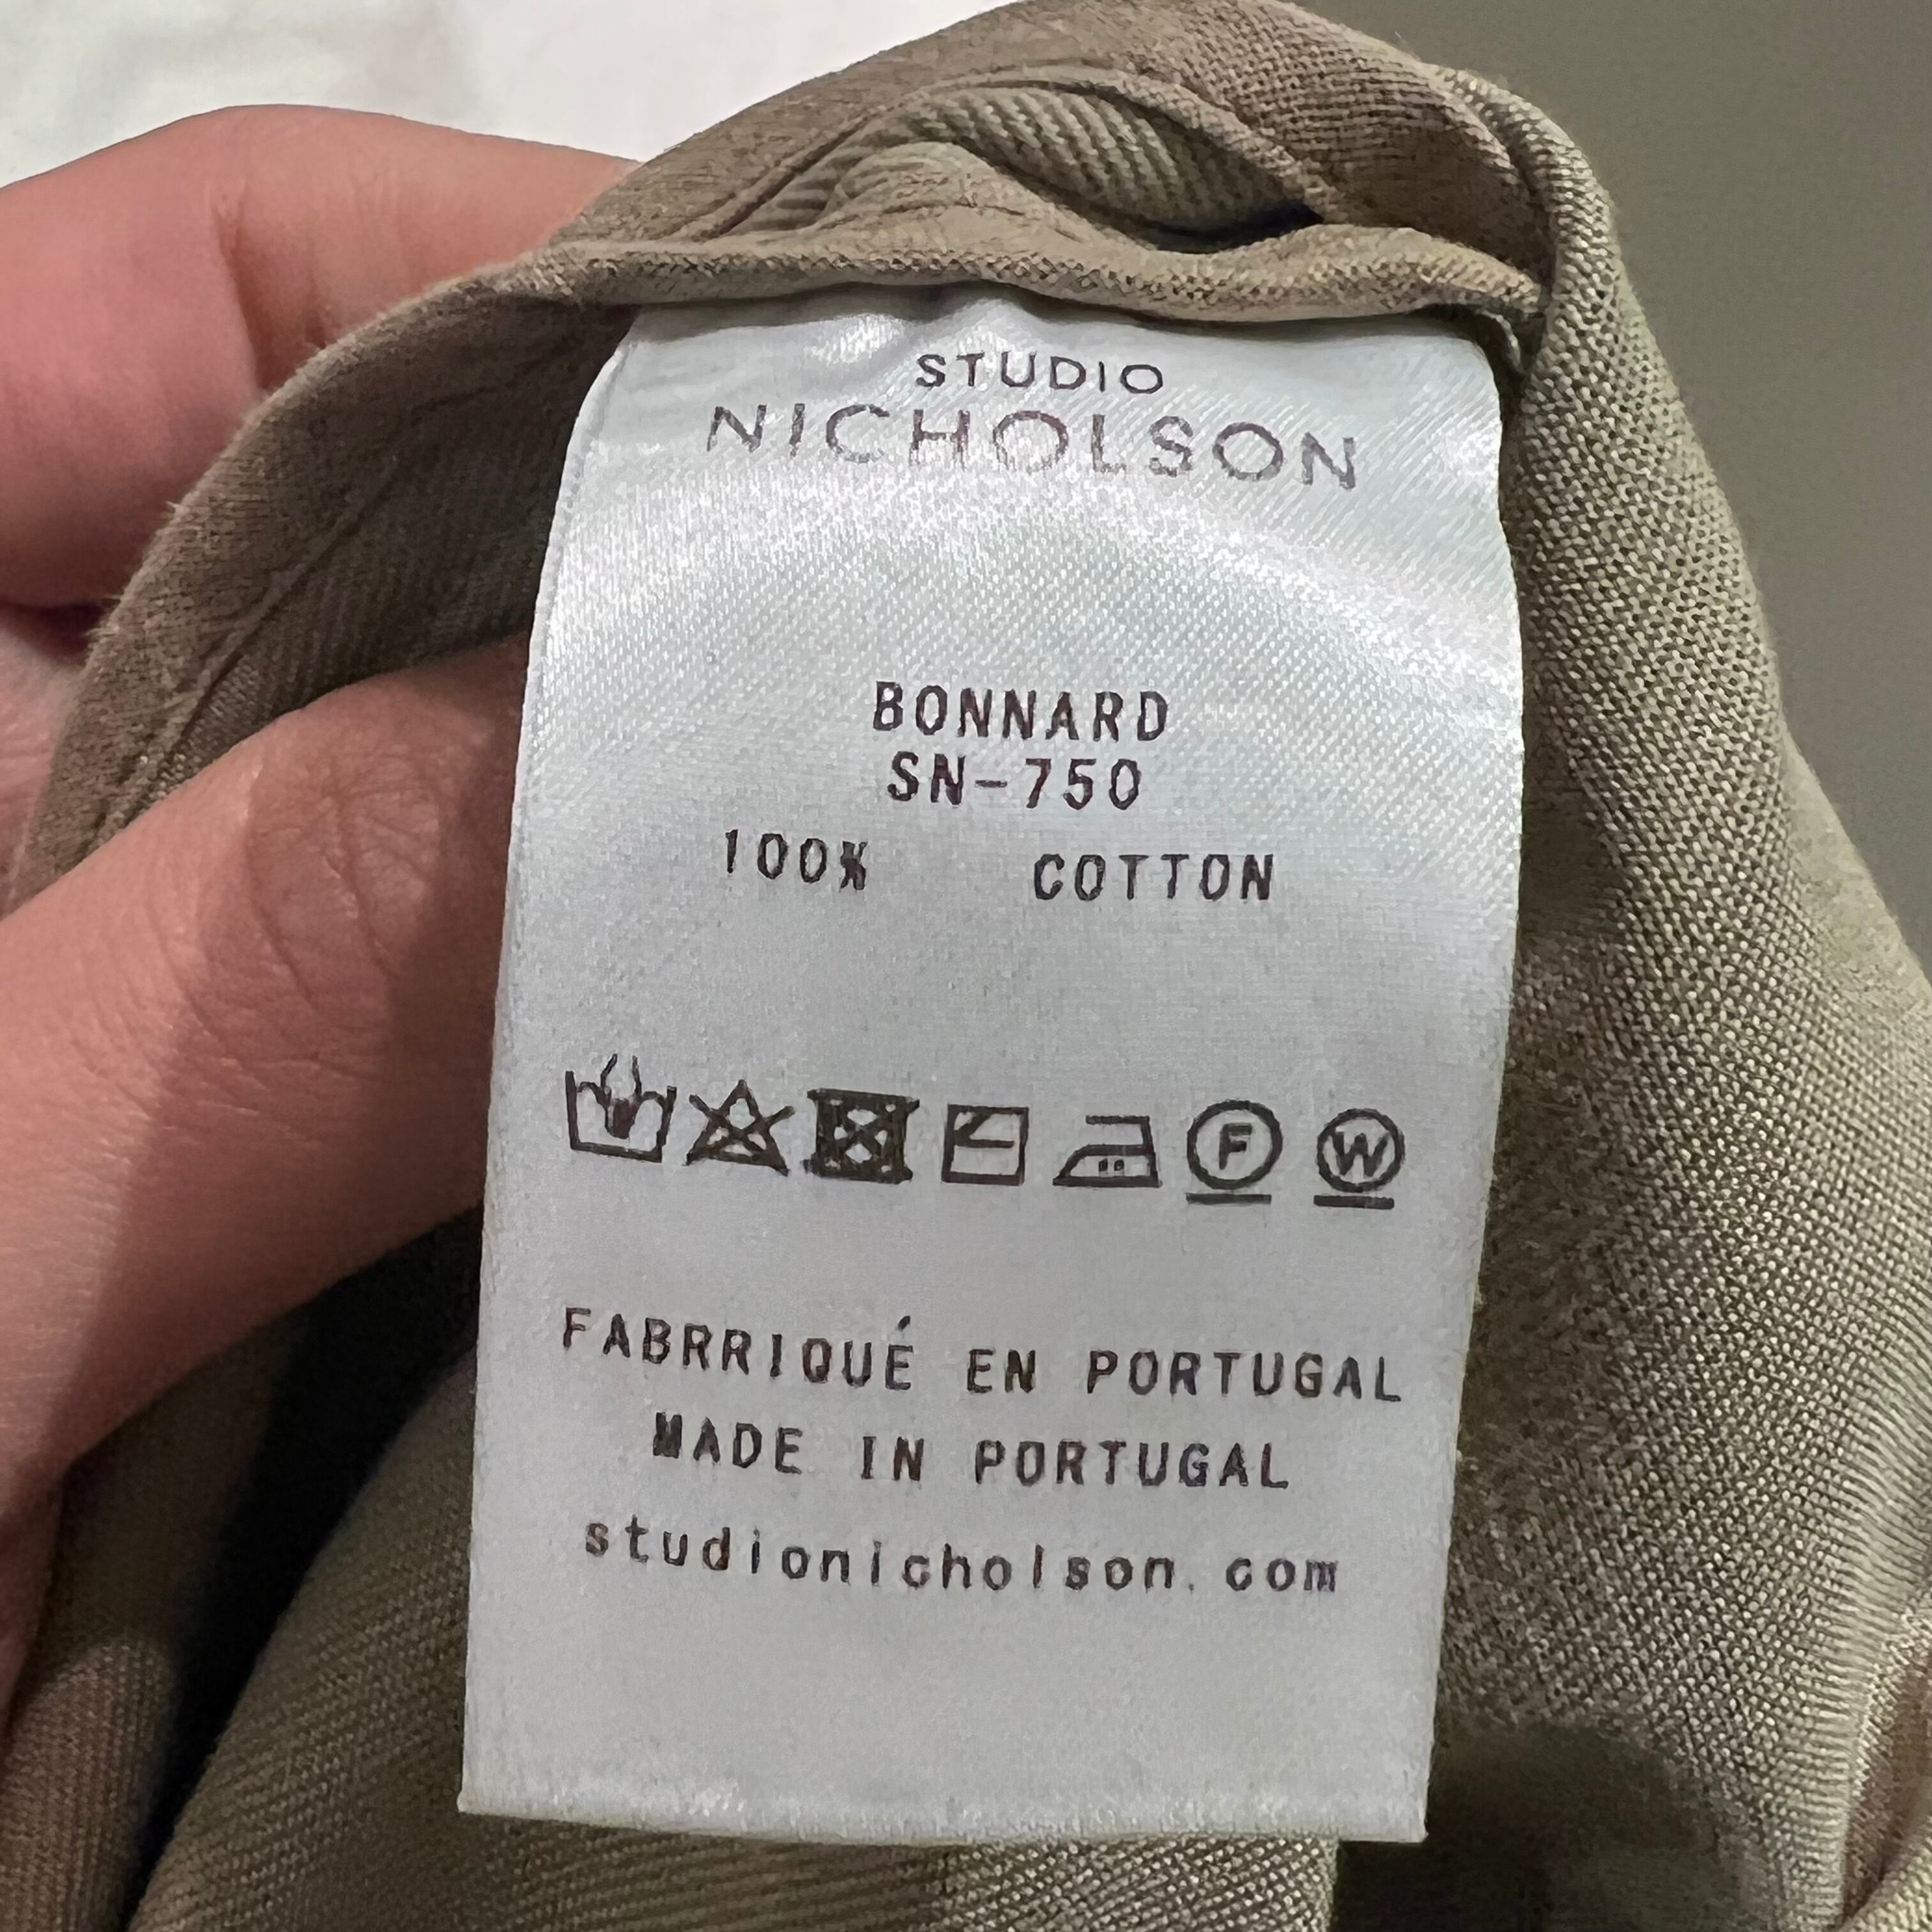 STUDIO
NICHOLSON
BONNARD
SN-750
100% COTTON
F W
FABRRIQUÉ EN PORTUGAL
MADE IN PORTUGAL
studionicholson.com